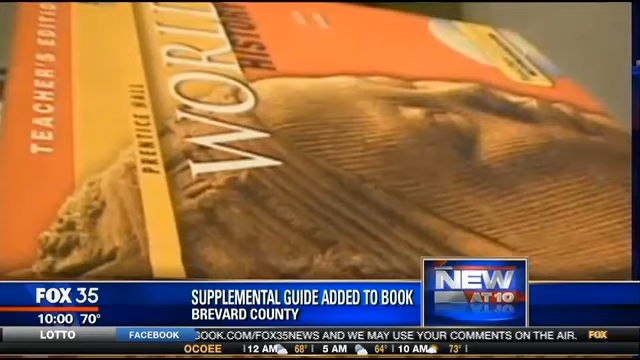 TEACHER'S EDITION
PRENTICE HALL
WORLD
HISTORY
NEW
AT 10
FOX 35
SUPPLEMENTAL GUIDE ADDED TO BOOK
BREVARD COUNTY
10:00 70°
LOTTO FACEBOOK BOOK.COM/FOX35NEWS AND WE MAY USE YOUR COMMENTS ON THE AIR. FOX
OCOEE 12 AM 68° 5 AM 64° 10 AM 73°